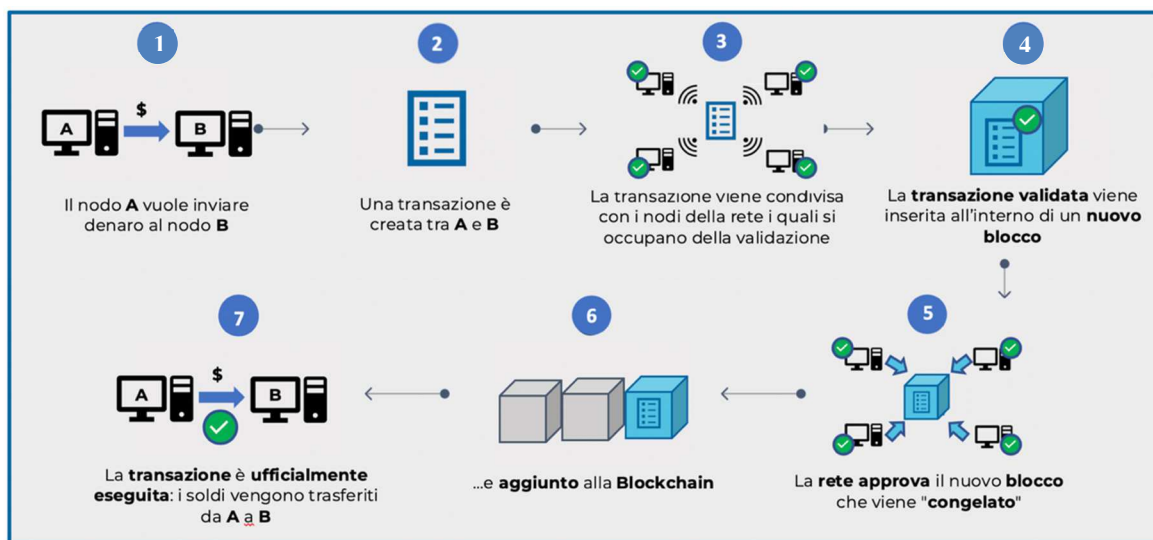 1
A
$
B
Il nodo A vuole inviare
denaro al nodo B
2
Una transazione è
creata tra A e B
3
La transazione viene condivisa
con i nodi della rete i quali si
occupano della validazione
4
La transazione validata viene
inserita all'interno di un nuovo
blocco
5
La rete approva il nuovo blocco
che viene "congelato"
6
...e aggiunto alla Blockchain
7
A
$
B
La transazione è ufficialmente
eseguita: i soldi vengono trasferiti
da A a B